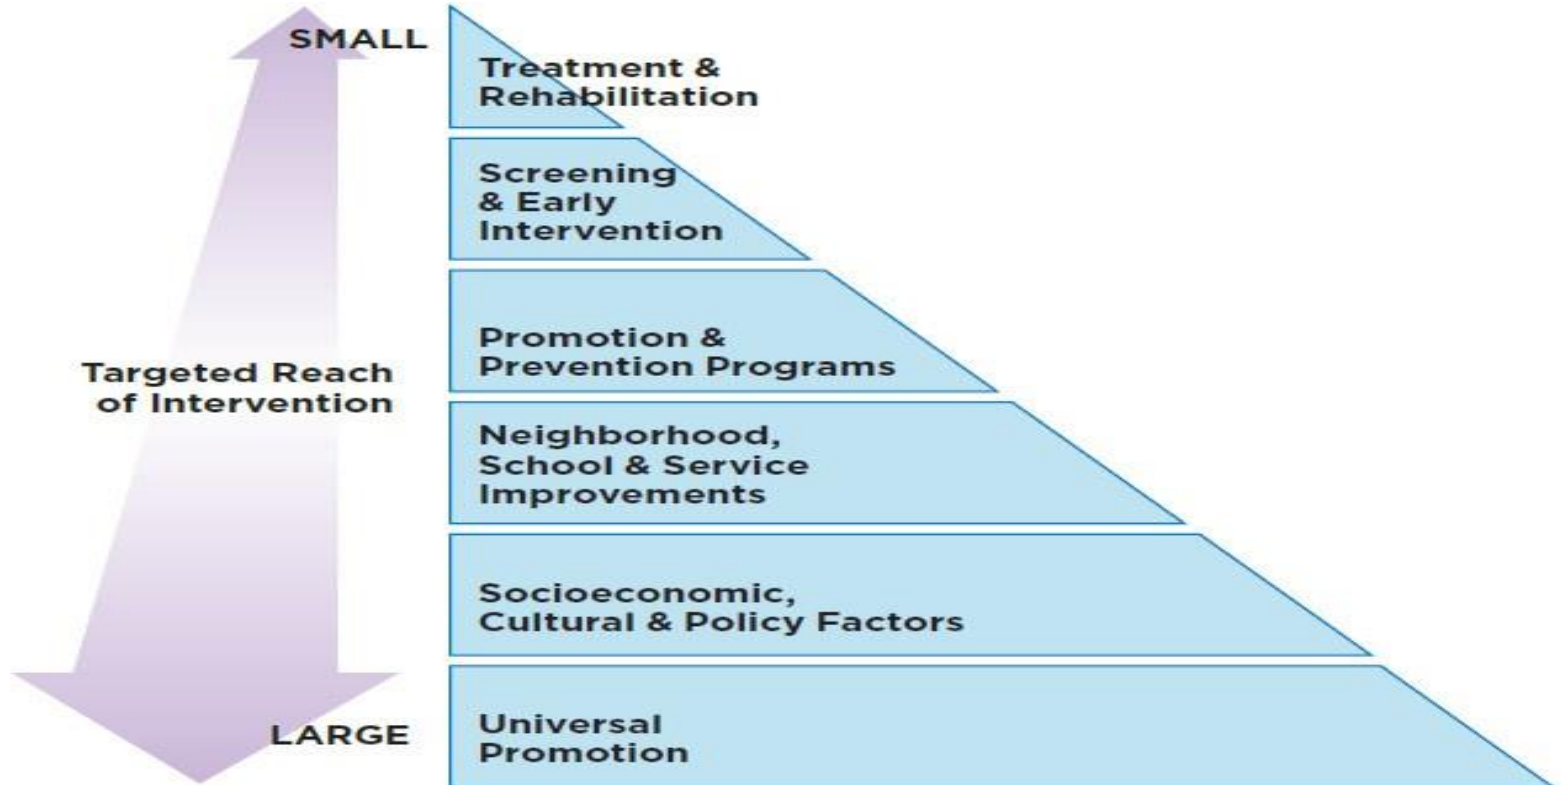 SMALL
Treatment &
Rehabilitation
Screening
& Early
Intervention
Promotion &
Prevention Programs
Targeted Reach
of Intervention
Neighborhood,
School & Service
Improvements
Socioeconomic,
Cultural & Policy Factors
LARGE
Universal
Promotion